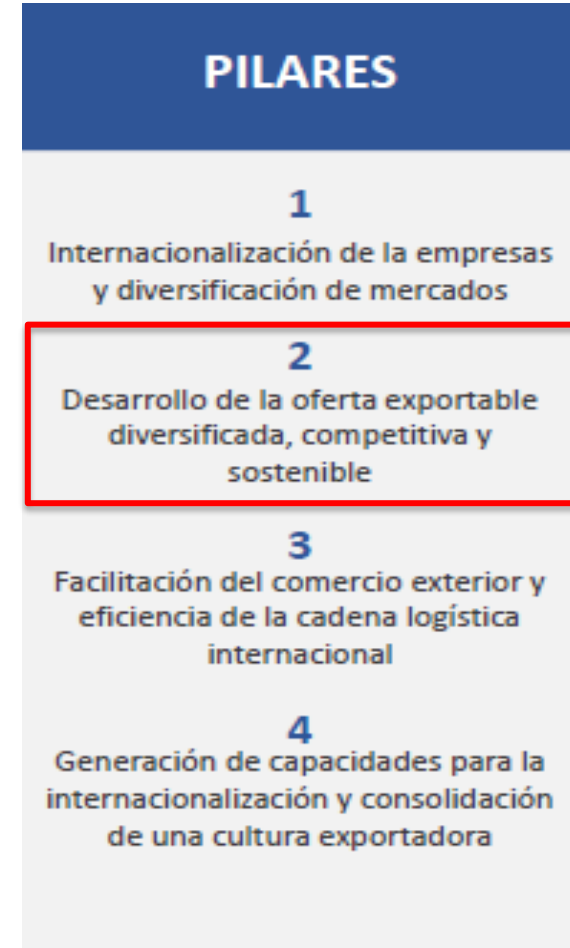 PILARES
1
Internacionalización de la empresas
y diversificación de mercados
2
Desarrollo de la oferta exportable
diversificada, competitiva y
sostenible
3
Facilitación del comercio exterior y
eficiencia de la cadena logística
internacional
4
Generación de capacidades para la
internacionalización y consolidación
de una cultura exportadora